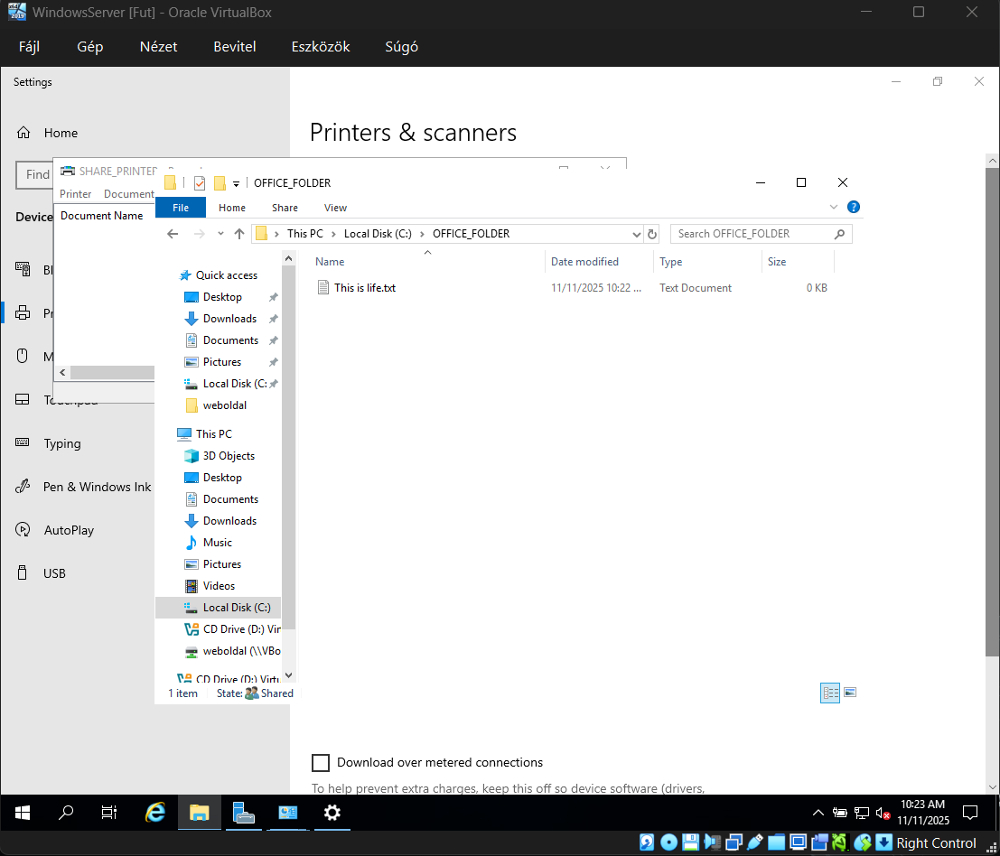 WindowsServer [Fut] - Oracle VirtualBox
Fájl Gép Nézet Bevitel Eszközök Súgó
Settings
Home
Printers & scanners
Find
SHARE_PRINTER
Printer Document
Document Name
OFFICE_FOLDER
File Home Share View
This PC > Local Disk (C:) > OFFICE_FOLDER
Search OFFICE_FOLDER
Name Date modified Type Size
This is life.txt 11/11/2025 10:22 ... Text Document 0 KB
Quick access
Desktop
Downloads
Documents
Pictures
Local Disk (C:
weboldal
This PC
3D Objects
Desktop
Documents
Downloads
Music
Pictures
Videos
Local Disk (C:)
CD Drive (D:) Vir
weboldal (\\VBo
CD Drive (D:) Virtu
1 item State: Shared
Device
Bl
Pr
M
Touchpad
Typing
Pen & Windows Ink
AutoPlay
USB
Download over metered connections
To help prevent extra charges, keep this off so device software (drivers,
10:23 AM
11/11/2025
Right Control